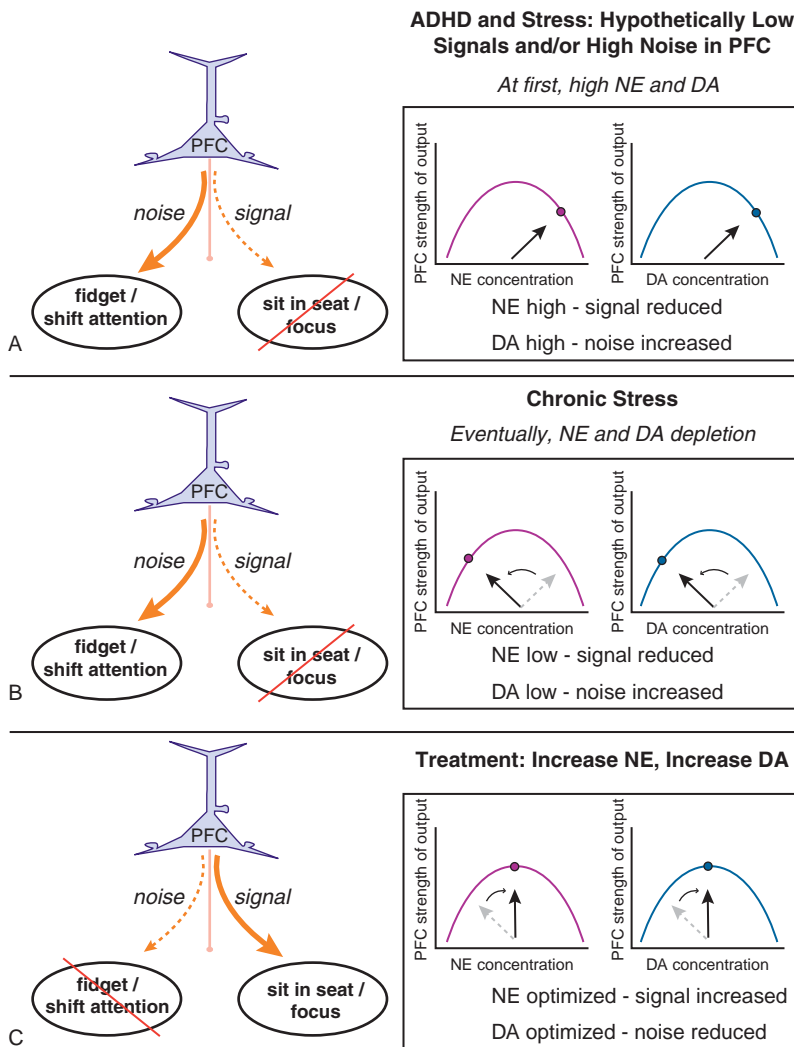 ADHD and Stress: Hypothetically Low
Signals and/or High Noise in PFC
At first, high NE and DA
PFC
noise
signal
fidget /
shift attention
sit in seat /
focus
A
PFC strength of output
NE concentration
PFC strength of output
DA concentration
NE high - signal reduced
DA high - noise increased
Chronic Stress
Eventually, NE and DA depletion
PFC
noise
signal
fidget /
shift attention
sit in seat /
focus
B
PFC strength of output
NE concentration
PFC strength of output
DA concentration
NE low - signal reduced
DA low - noise increased
Treatment: Increase NE, Increase DA
PFC
noise
signal
fidget /
shift attention
sit in seat /
focus
C
PFC strength of output
NE concentration
PFC strength of output
DA concentration
NE optimized - signal increased
DA optimized - noise reduced